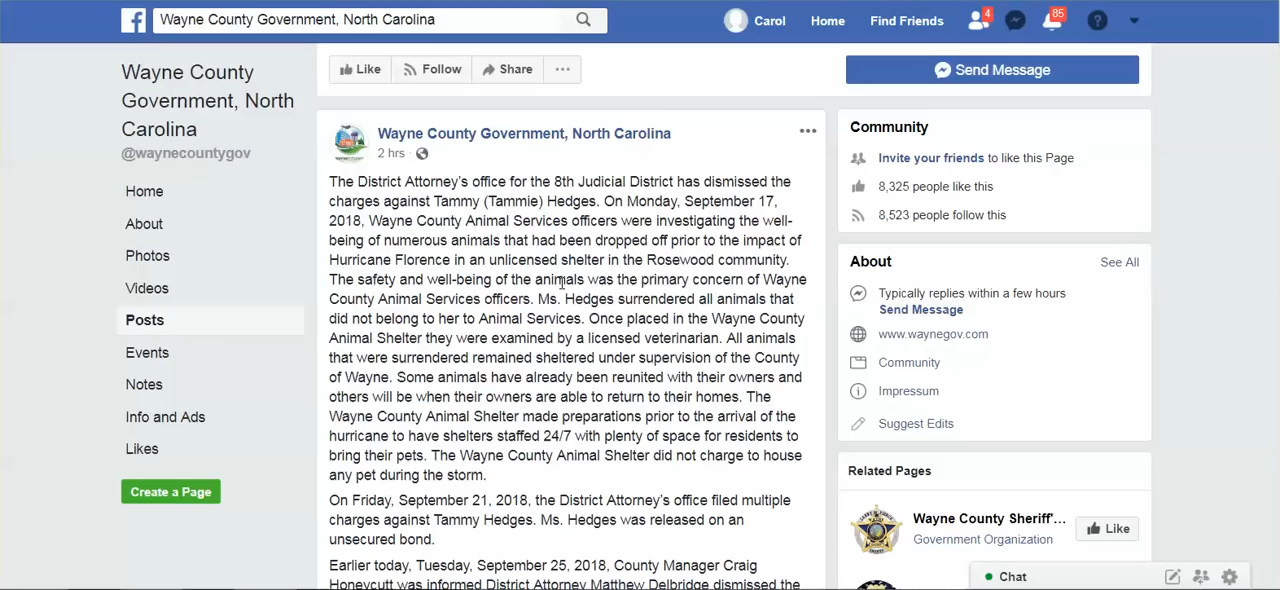 Wayne County Government, North Carolina
Carol
Home
Find Friends
4
85
Wayne County
Government, North
Carolina
@waynecountygov
Home
About
Photos
Videos
Posts
Events
Notes
Info and Ads
Likes
Create a Page
Like
Follow
Share
Send Message
Wayne County Government, North Carolina
2 hrs ·
The District Attorney's office for the 8th Judicial District has dismissed the
charges against Tammy (Tammie) Hedges. On Monday, September 17,
2018, Wayne County Animal Services officers were investigating the well-
being of numerous animals that had been dropped off prior to the impact of
Hurricane Florence in an unlicensed shelter in the Rosewood community.
The safety and well-being of the animals was the primary concern of Wayne
County Animal Services officers. Ms. Hedges surrendered all animals that
did not belong to her to Animal Services. Once placed in the Wayne County
Animal Shelter they were examined by a licensed veterinarian. All animals
that were surrendered remained sheltered under supervision of the County
of Wayne. Some animals have already been reunited with their owners and
others will be when their owners are able to return to their homes. The
Wayne County Animal Shelter made preparations prior to the arrival of the
hurricane to have shelters staffed 24/7 with plenty of space for residents to
bring their pets. The Wayne County Animal Shelter did not charge to house
any pet during the storm.
On Friday, September 21, 2018, the District Attorney's office filed multiple
charges against Tammy Hedges. Ms. Hedges was released on an
unsecured bond.
Earlier today, Tuesday, September 25, 2018, County Manager Craig
Honeycutt was informed District Attorney Matthew Delbridge dismissed the
Community
Invite your friends to like this Page
8,325 people like this
8,523 people follow this
About
See All
Typically replies within a few hours
Send Message
www.waynegov.com
Community
Impressum
Suggest Edits
Related Pages
Wayne County Sheriff'...
Government Organization
Like
Chat